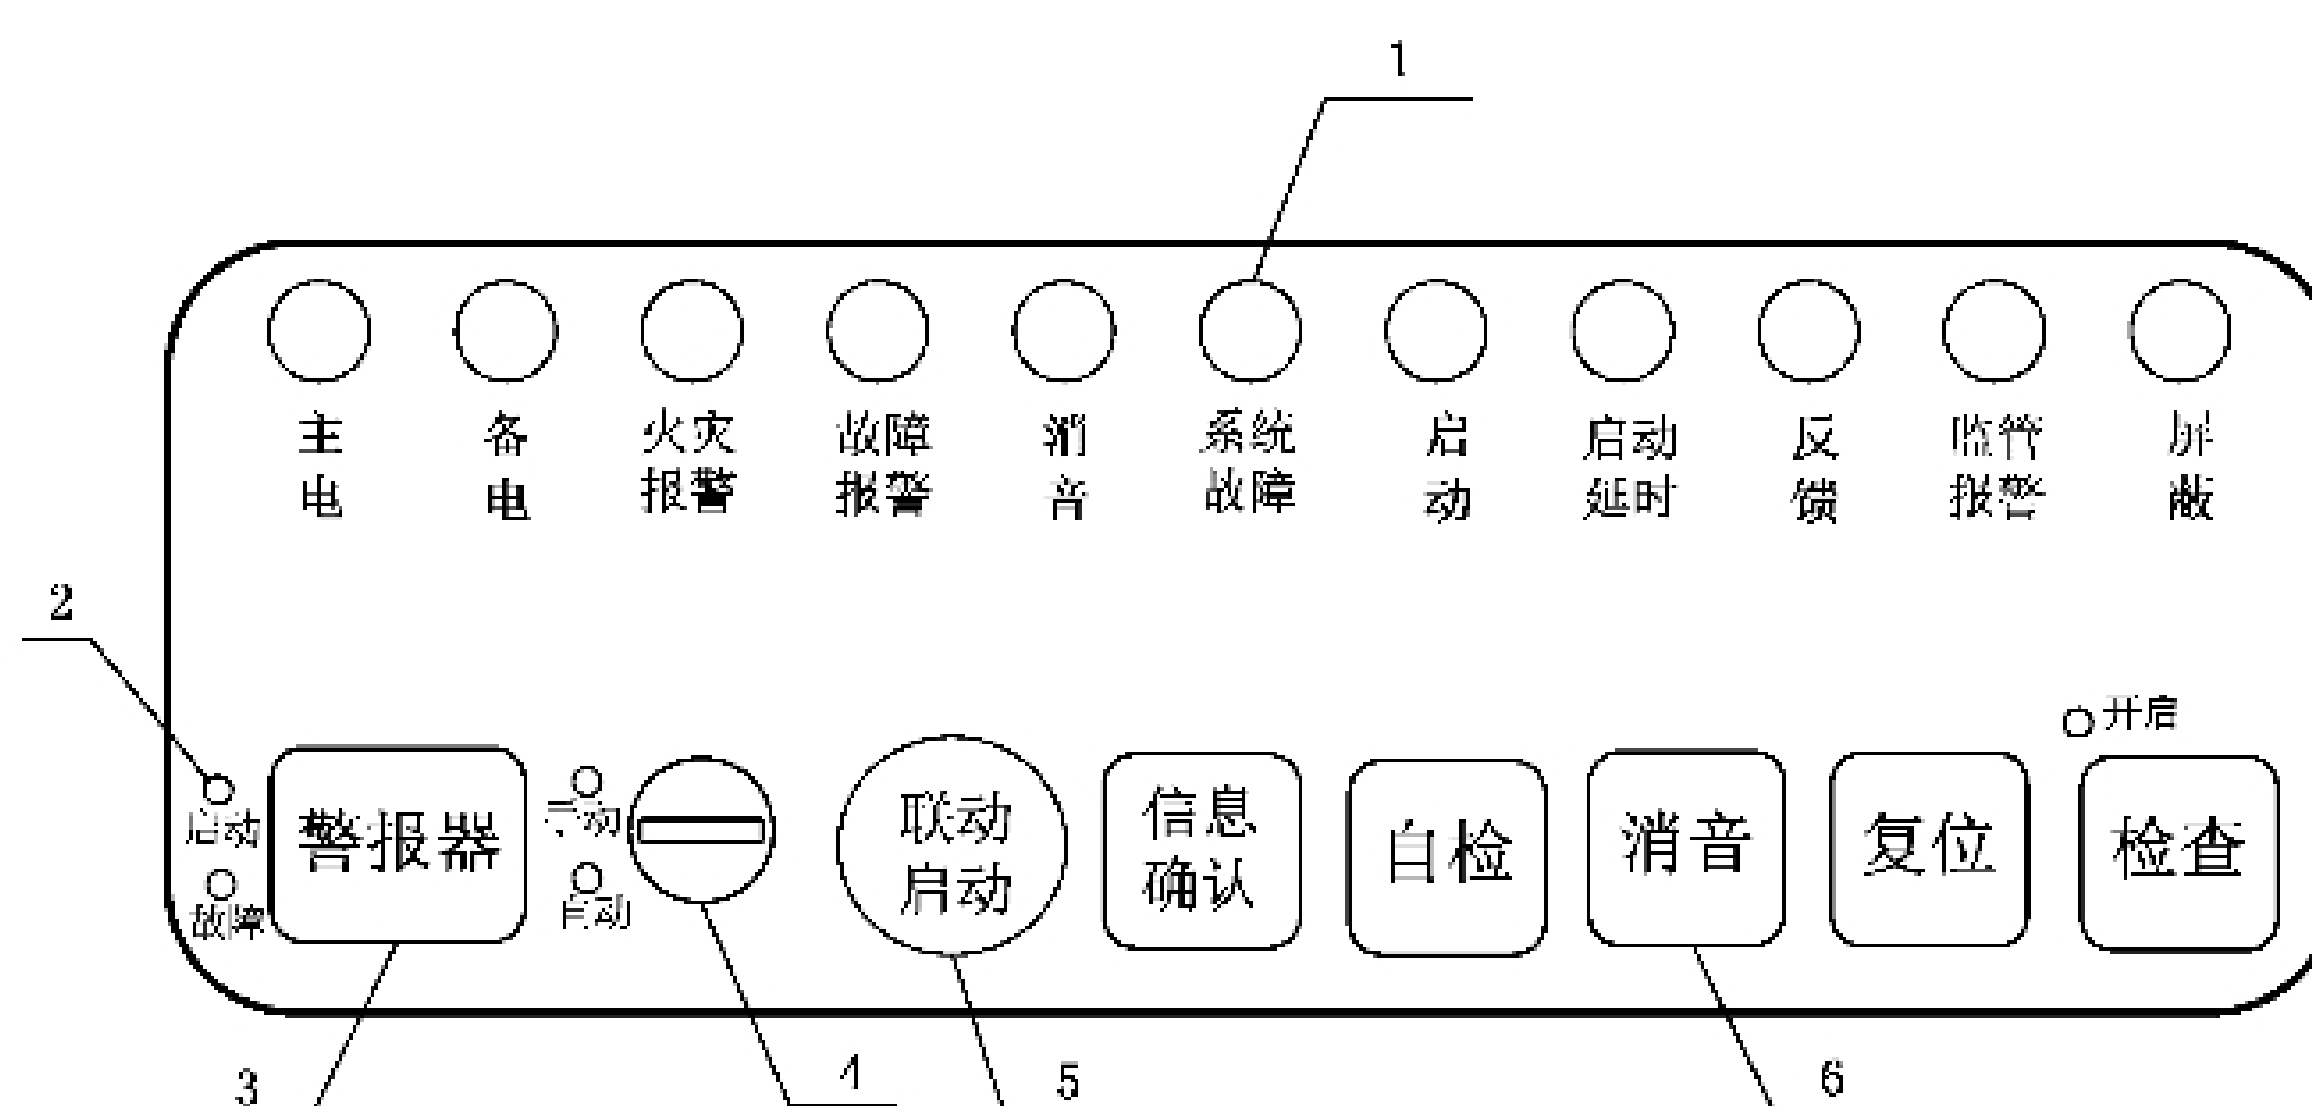 1
主电
备电
火灾报警
故障报警
消音
系统故障
启动
启动延时
反馈
监管报警
屏蔽
2
开启
启动
故障
警报器
手动
自动
联动启动
信息确认
自检
消音
复位
检查
3
4
5
6